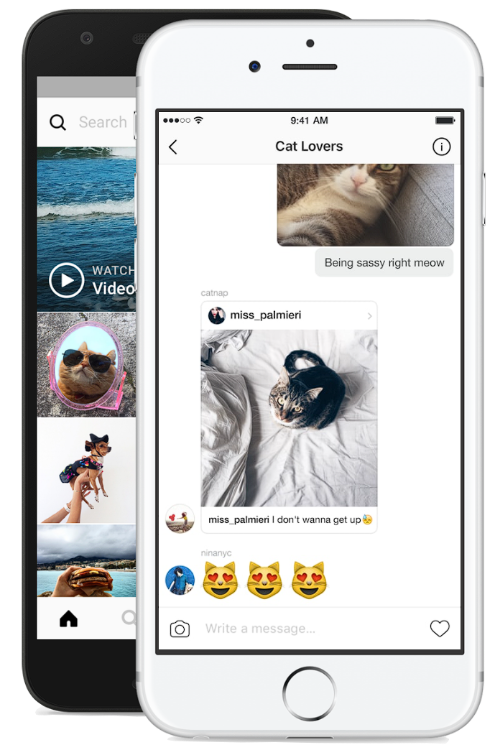 Search
WATCH
Video
9:41 AM
Cat Lovers
Being sassy right meow
catnap
miss_palmieri
miss_palmieri I don't wanna get up😓
ninanyc
😻😻😻
Write a message...